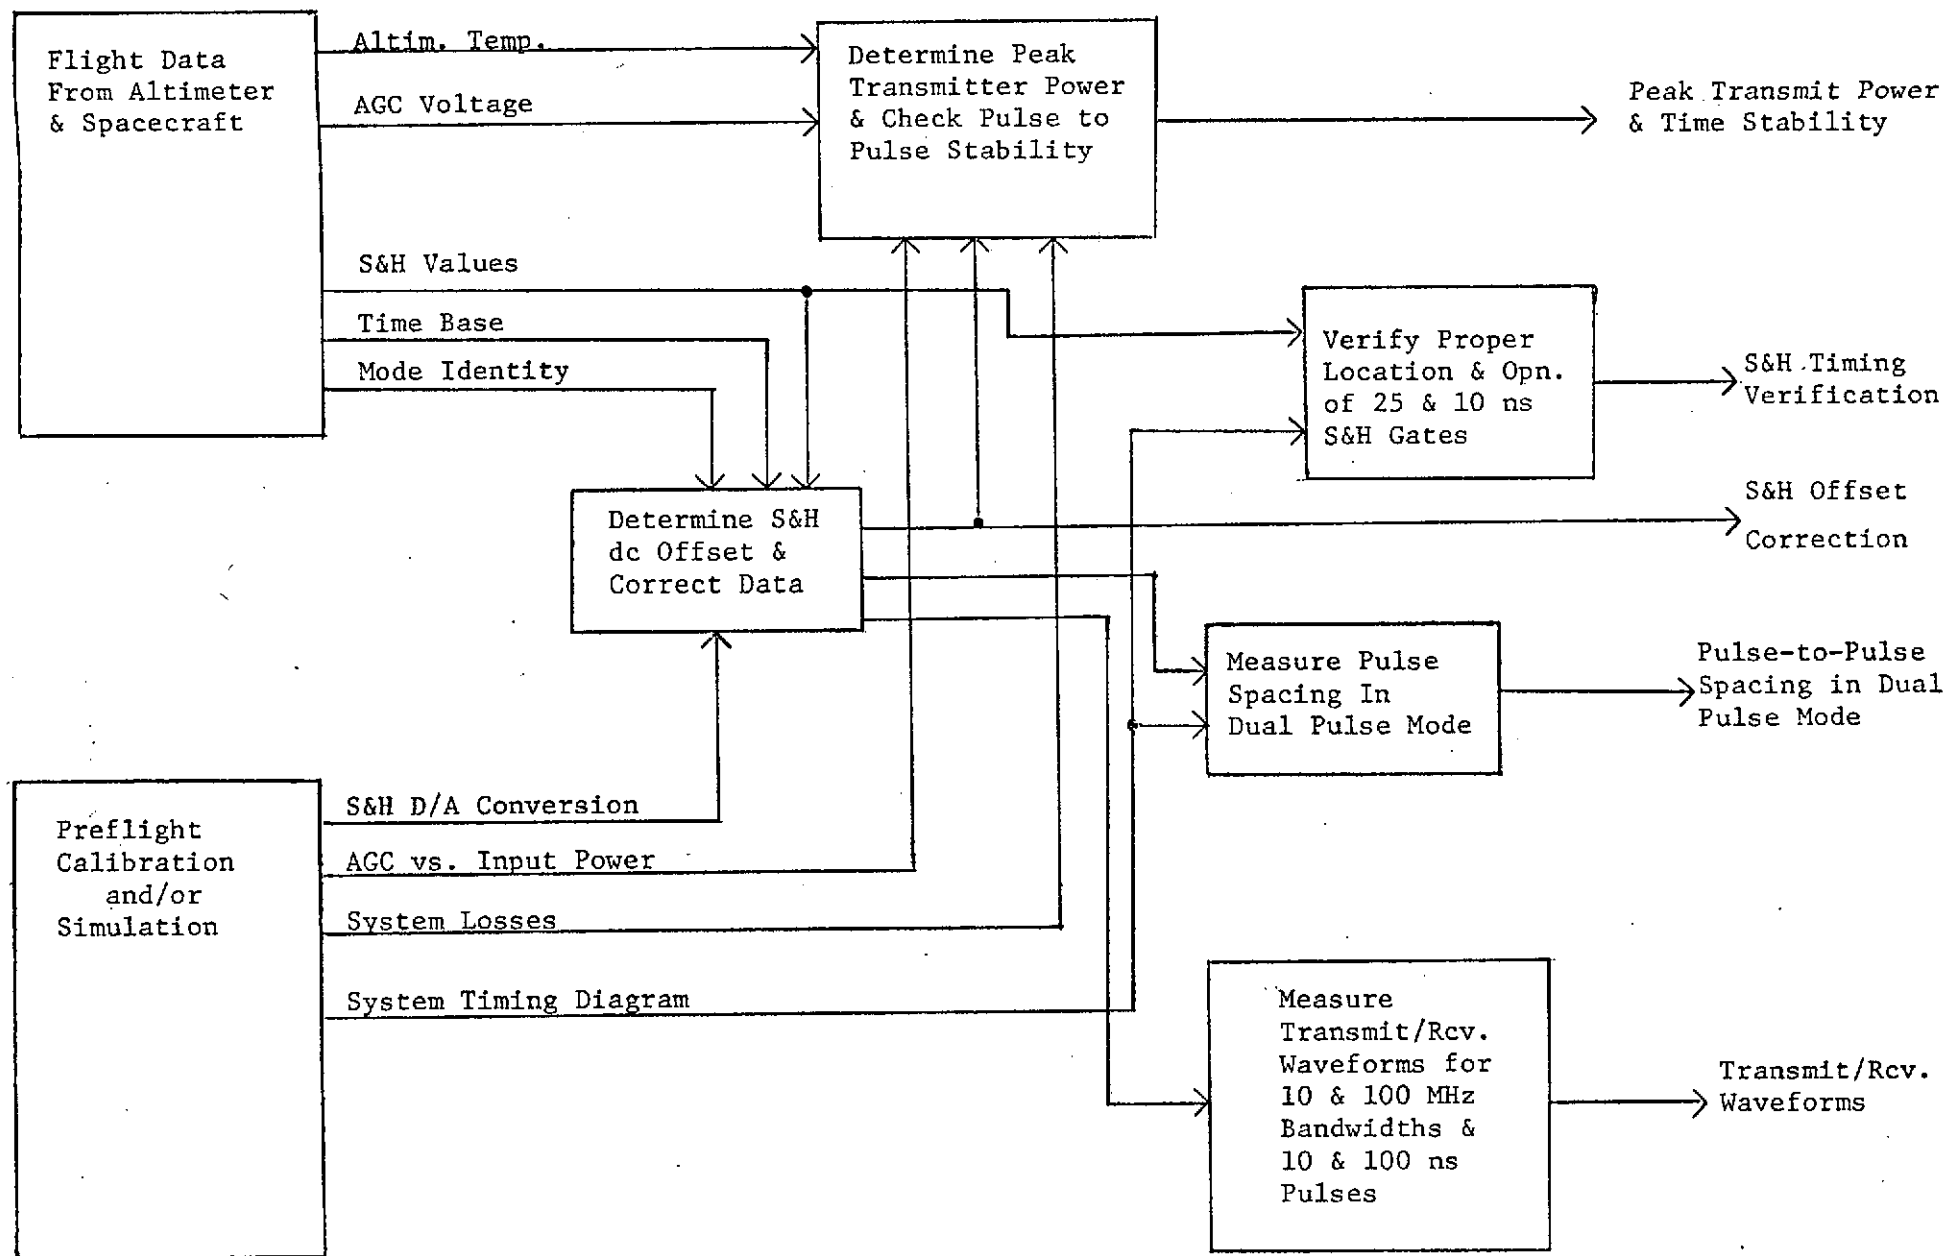 Flight Data
From Altimeter
& Spacecraft
Altim. Temp.
AGC Voltage
S&H Values
Time Base
Mode Identity
Determine Peak
Transmitter Power
& Check Pulse to
Pulse Stability
Peak Transmit Power
& Time Stability
Verify Proper
Location & Opn.
of 25 & 10 ns
S&H Gates
S&H Timing
Verification
Determine S&H
dc Offset &
Correct Data
S&H Offset
Correction
Measure Pulse
Spacing In
Dual Pulse Mode
Pulse-to-Pulse
Spacing in Dual
Pulse Mode
Preflight
Calibration
and/or
Simulation
S&H D/A Conversion
AGC vs. Input Power
System Losses
System Timing Diagram
Measure
Transmit/Rcv.
Waveforms for
10 & 100 MHz
Bandwidths &
10 & 100 ns
Pulses
Transmit/Rcv.
Waveforms